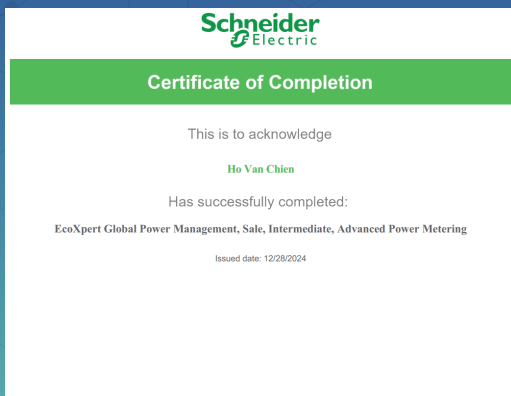 Schneider
Electric
Certificate of Completion
This is to acknowledge
Ho Van Chien
Has successfully completed:
EcoXpert Global Power Management, Sale, Intermediate, Advanced Power Metering
Issued date: 12/28/2024